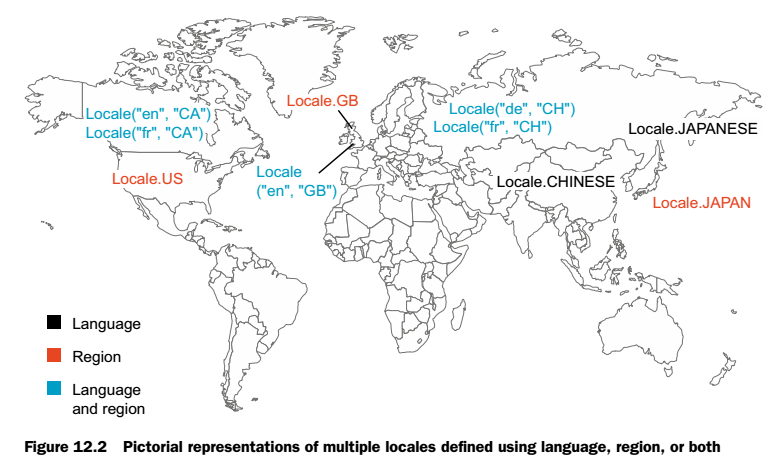 Locale("en", "CA")
Locale("fr", "CA")
Locale.GB
Locale("de", "CH")
Locale("fr", "CH")
Locale.JAPANESE
Locale.US
Locale
("en", "GB")
Locale.CHINESE
Locale.JAPAN
Language
Region
Language
and region
Figure 12.2 Pictorial representations of multiple locales defined using language, region, or both